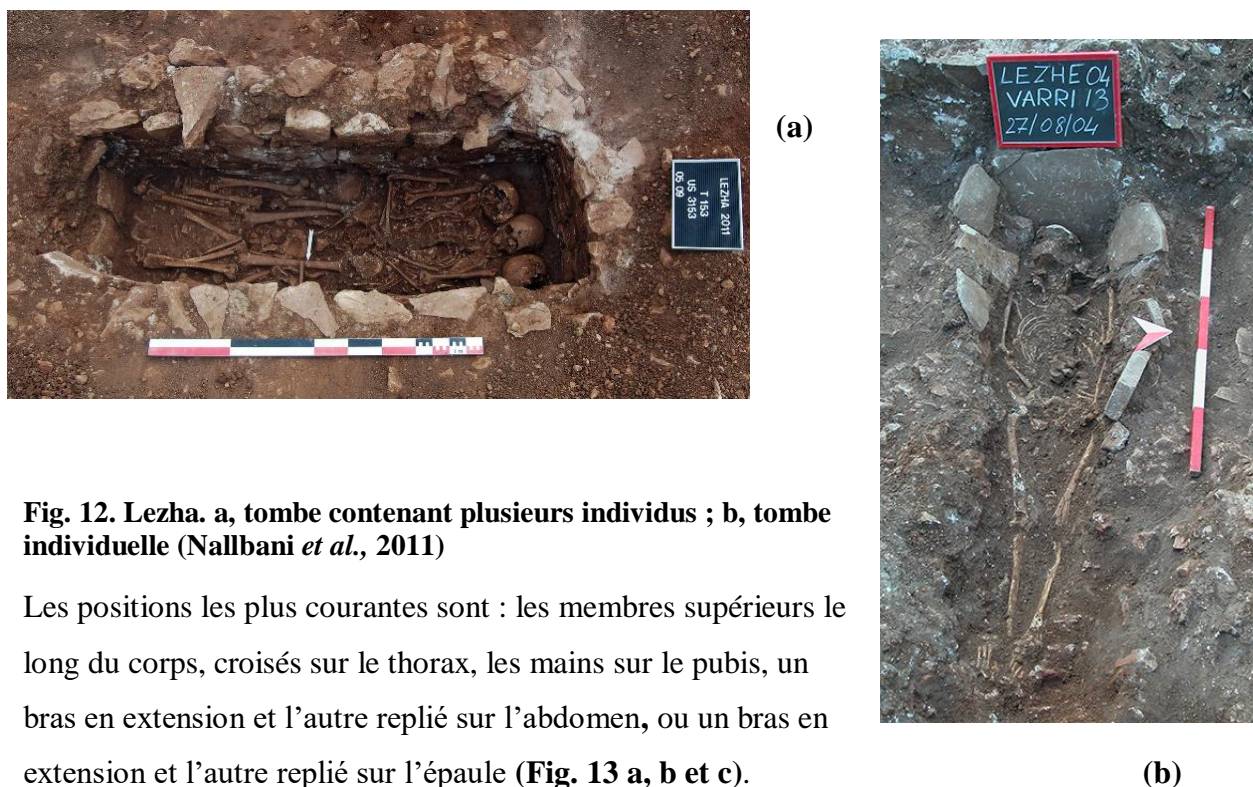 (a)
LEZHA 2011
T 153
US 3153
05 09
LEZHE 04
VARRI 13
27/08/04
Fig. 12. Lezha. a, tombe contenant plusieurs individus ; b, tombe
individuelle (Nallbani et al., 2011)
Les positions les plus courantes sont : les membres supérieurs le
long du corps, croisés sur le thorax, les mains sur le pubis, un
bras en extension et l’autre replié sur l’abdomen, ou un bras en
extension et l’autre replié sur l’épaule (Fig. 13 a, b et c).
(b)